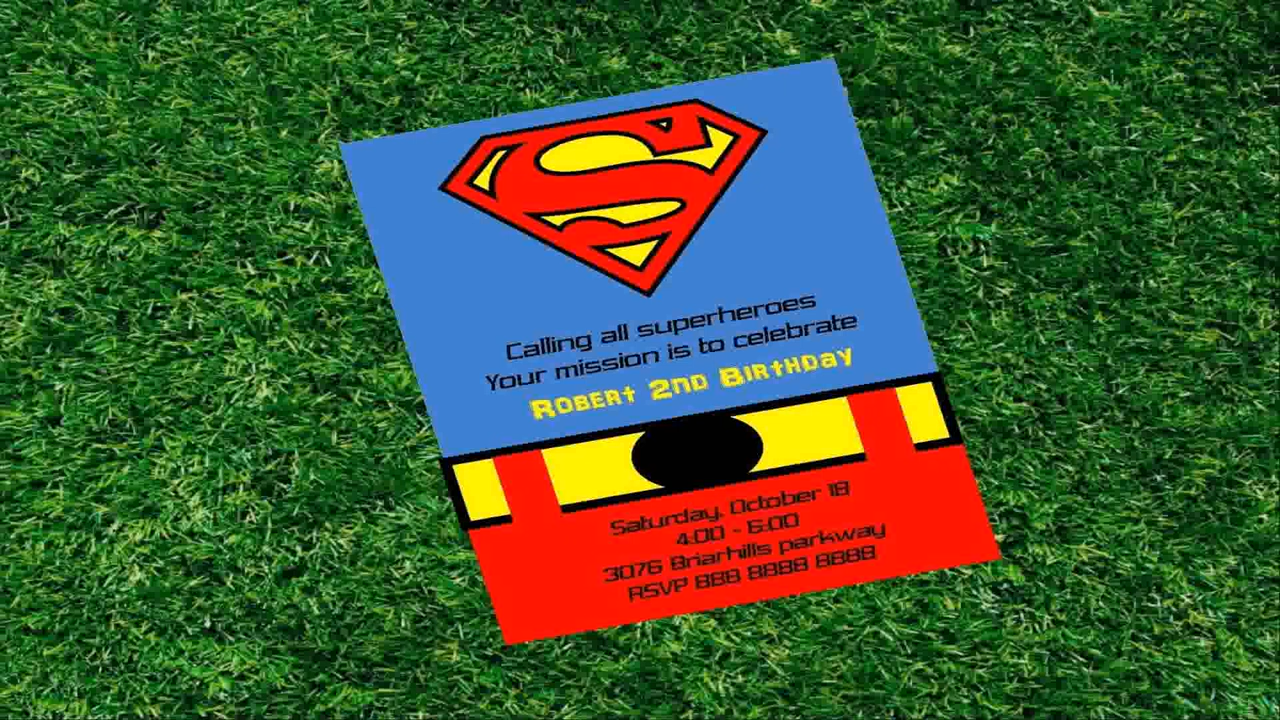 Calling all superheroes
Your mission is to celebrate
Robert 2nd Birthday
Saturday, October 18
4:00 - 6:00
3076 Briarhills parkway
RSVP 888 8888 8888